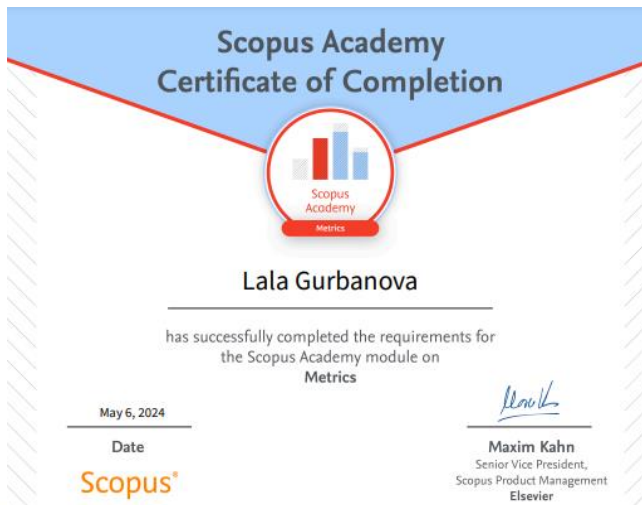 Scopus Academy
Certificate of Completion
Scopus
Academy
Metrics
Lala Gurbanova
has successfully completed the requirements for
the Scopus Academy module on
Metrics
May 6, 2024
Date
Scopus®
Maxim Kahn
Senior Vice President,
Scopus Product Management
Elsevier